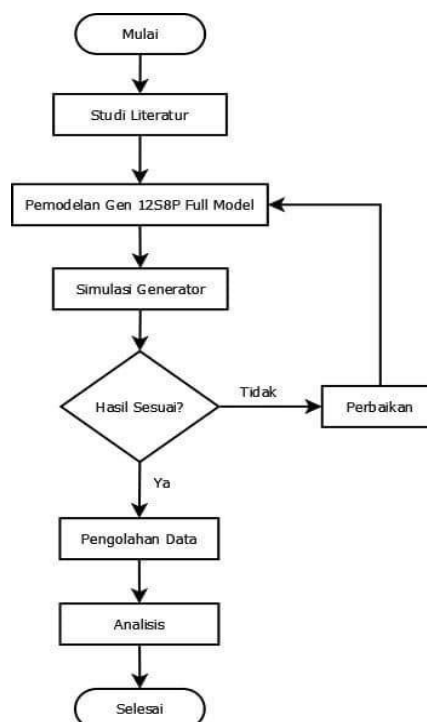 Mulai
Studi Literatur
Pemodelan Gen 12S8P Full Model
Simulasi Generator
Hasil Sesuai?
Tidak
Perbaikan
Ya
Pengolahan Data
Analisis
Selesai